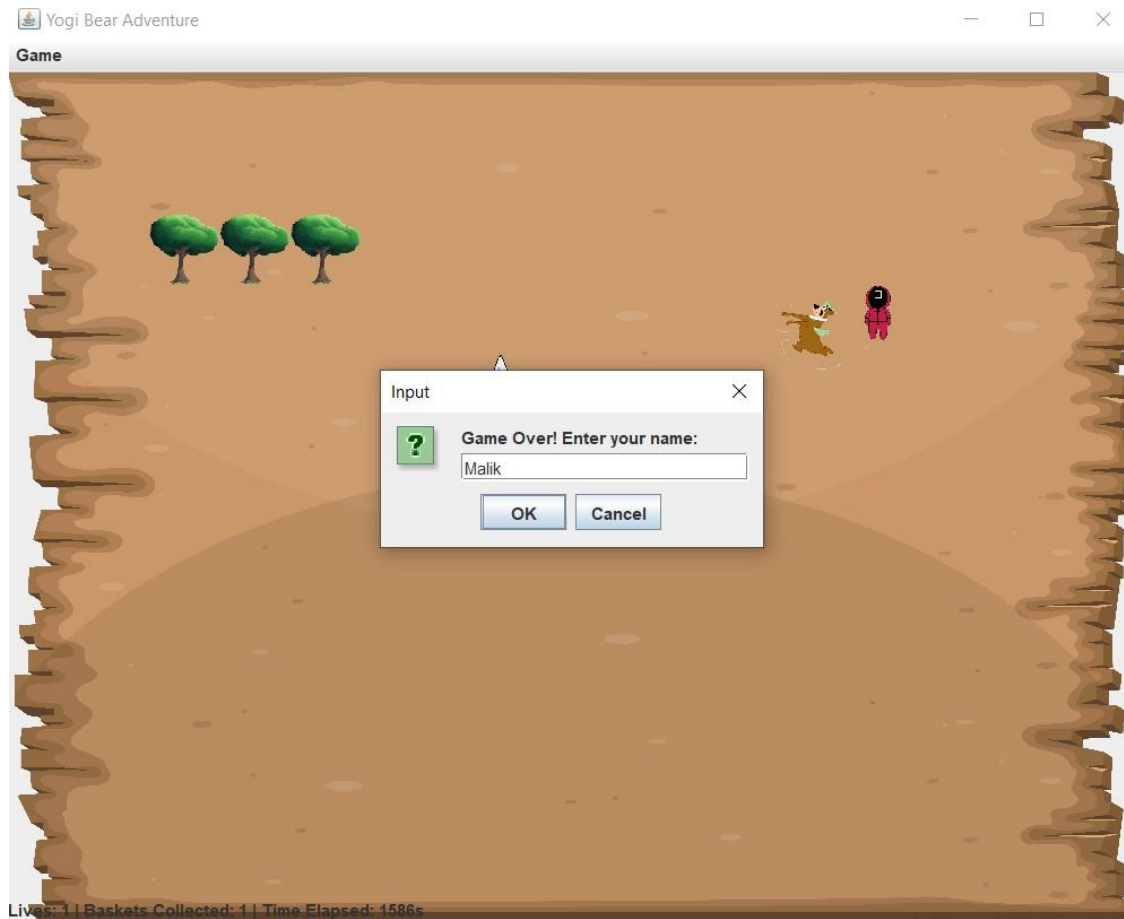 Yogi Bear Adventure
Game
Input
?
Game Over! Enter your name:
Malik
OK
Cancel
Lives: 1 | Baskets Collected: 1 | Time Elapsed: 1586s